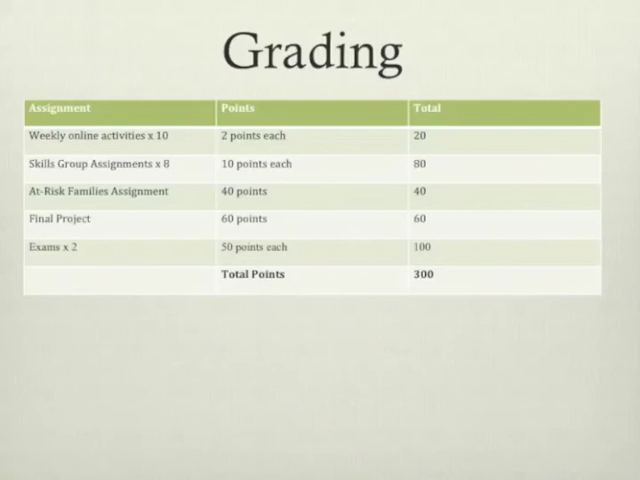 Grading
Assignment Points Total
Weekly online activities x 10 2 points each 20
Skills Group Assignments x 8 10 points each 80
At-Risk Families Assignment 40 points 40
Final Project 60 points 60
Exams x 2 50 points each 100
Total Points 300